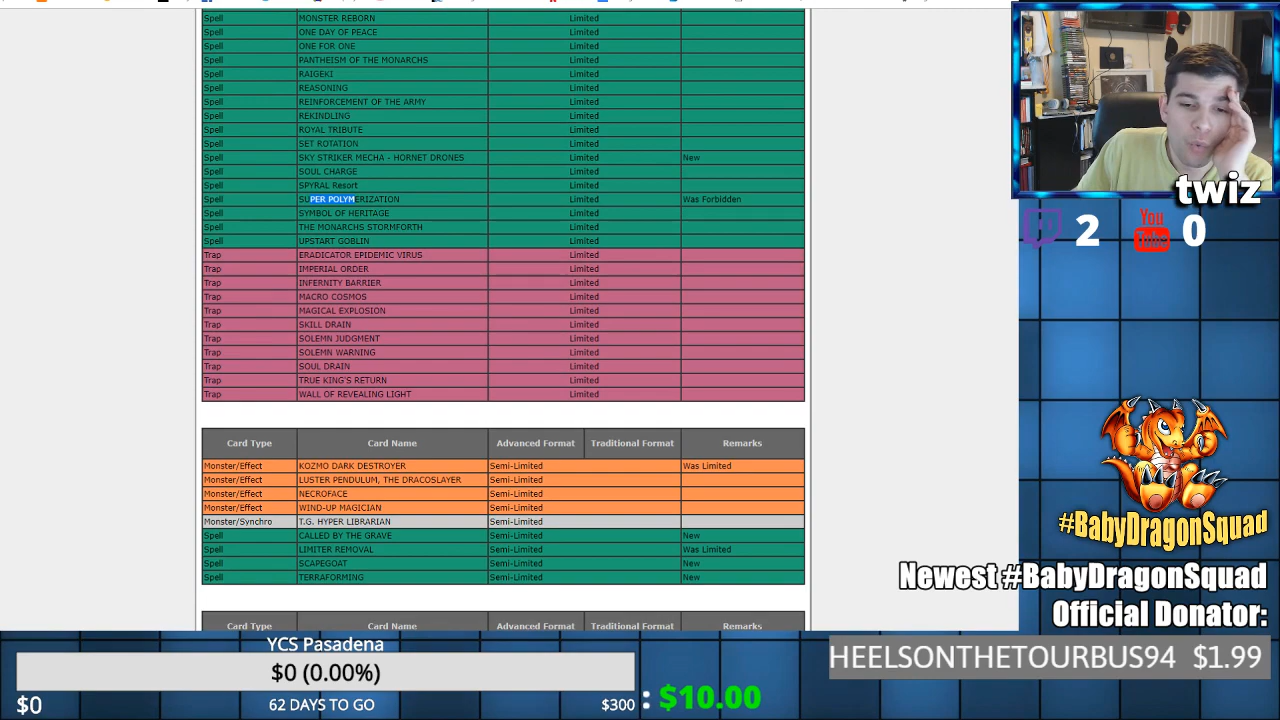 Spell MONSTER REBORN Limited
Spell ONE DAY OF PEACE Limited
Spell ONE FOR ONE Limited
Spell PANTHEISM OF THE MONARCHS Limited
Spell RAIGEKI Limited
Spell REASONING Limited
Spell REINFORCEMENT OF THE ARMY Limited
Spell REKINDLING Limited
Spell ROYAL TRIBUTE Limited
Spell SET ROTATION Limited
Spell SKY STRIKER MECHA - HORNET DRONES Limited New
Spell SOUL CHARGE Limited
Spell SPYRAL Resort Limited
Spell SUPER POLYMERIZATION Limited Was Forbidden
Spell SYMBOL OF HERITAGE Limited
Spell THE MONARCHS STORMFORTH Limited
Spell UPSTART GOBLIN Limited
Trap ERADICATOR EPIDEMIC VIRUS Limited
Trap IMPERIAL ORDER Limited
Trap INFERNITY BARRIER Limited
Trap MACRO COSMOS Limited
Trap MAGICAL EXPLOSION Limited
Trap SKILL DRAIN Limited
Trap SOLEMN JUDGMENT Limited
Trap SOLEMN WARNING Limited
Trap SOUL DRAIN Limited
Trap TRUE KING'S RETURN Limited
Trap WALL OF REVEALING LIGHT Limited
Card Type Card Name Advanced Format Traditional Format Remarks
Monster/Effect KOZMO DARK DESTROYER Semi-Limited Was Limited
Monster/Effect LUSTER PENDULUM, THE DRACOSLAYER Semi-Limited
Monster/Effect NECROFACE Semi-Limited
Monster/Effect WIND-UP MAGICIAN Semi-Limited
Monster/Synchro T.G. HYPER LIBRARIAN Semi-Limited
Spell CALLED BY THE GRAVE Semi-Limited New
Spell LIMITER REMOVAL Semi-Limited Was Limited
Spell SCAPEGOAT Semi-Limited New
Spell TERRAFORMING Semi-Limited New
Card Type Card Name Advanced Format Traditional Format Remarks
twiz
2 You Tube 0
#BabyDragonSquad
Newest #BabyDragonSquad
Official Donator:
HEELSONTHETOURBUS94 $1.99
YCS Pasadena
$0 (0.00%)
$0 62 DAYS TO GO $300
: $10.00